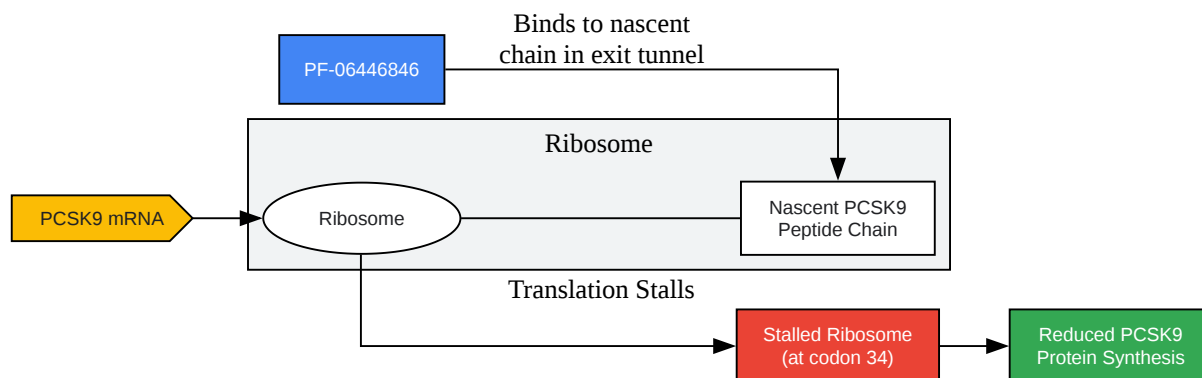 Binds to nascent
chain in exit tunnel
PF-06446846
Ribosome
PCSK9 mRNA
Ribosome
Nascent PCSK9
Peptide Chain
Translation Stalls
Stalled Ribosome
(at codon 34)
Reduced PCSK9
Protein Synthesis